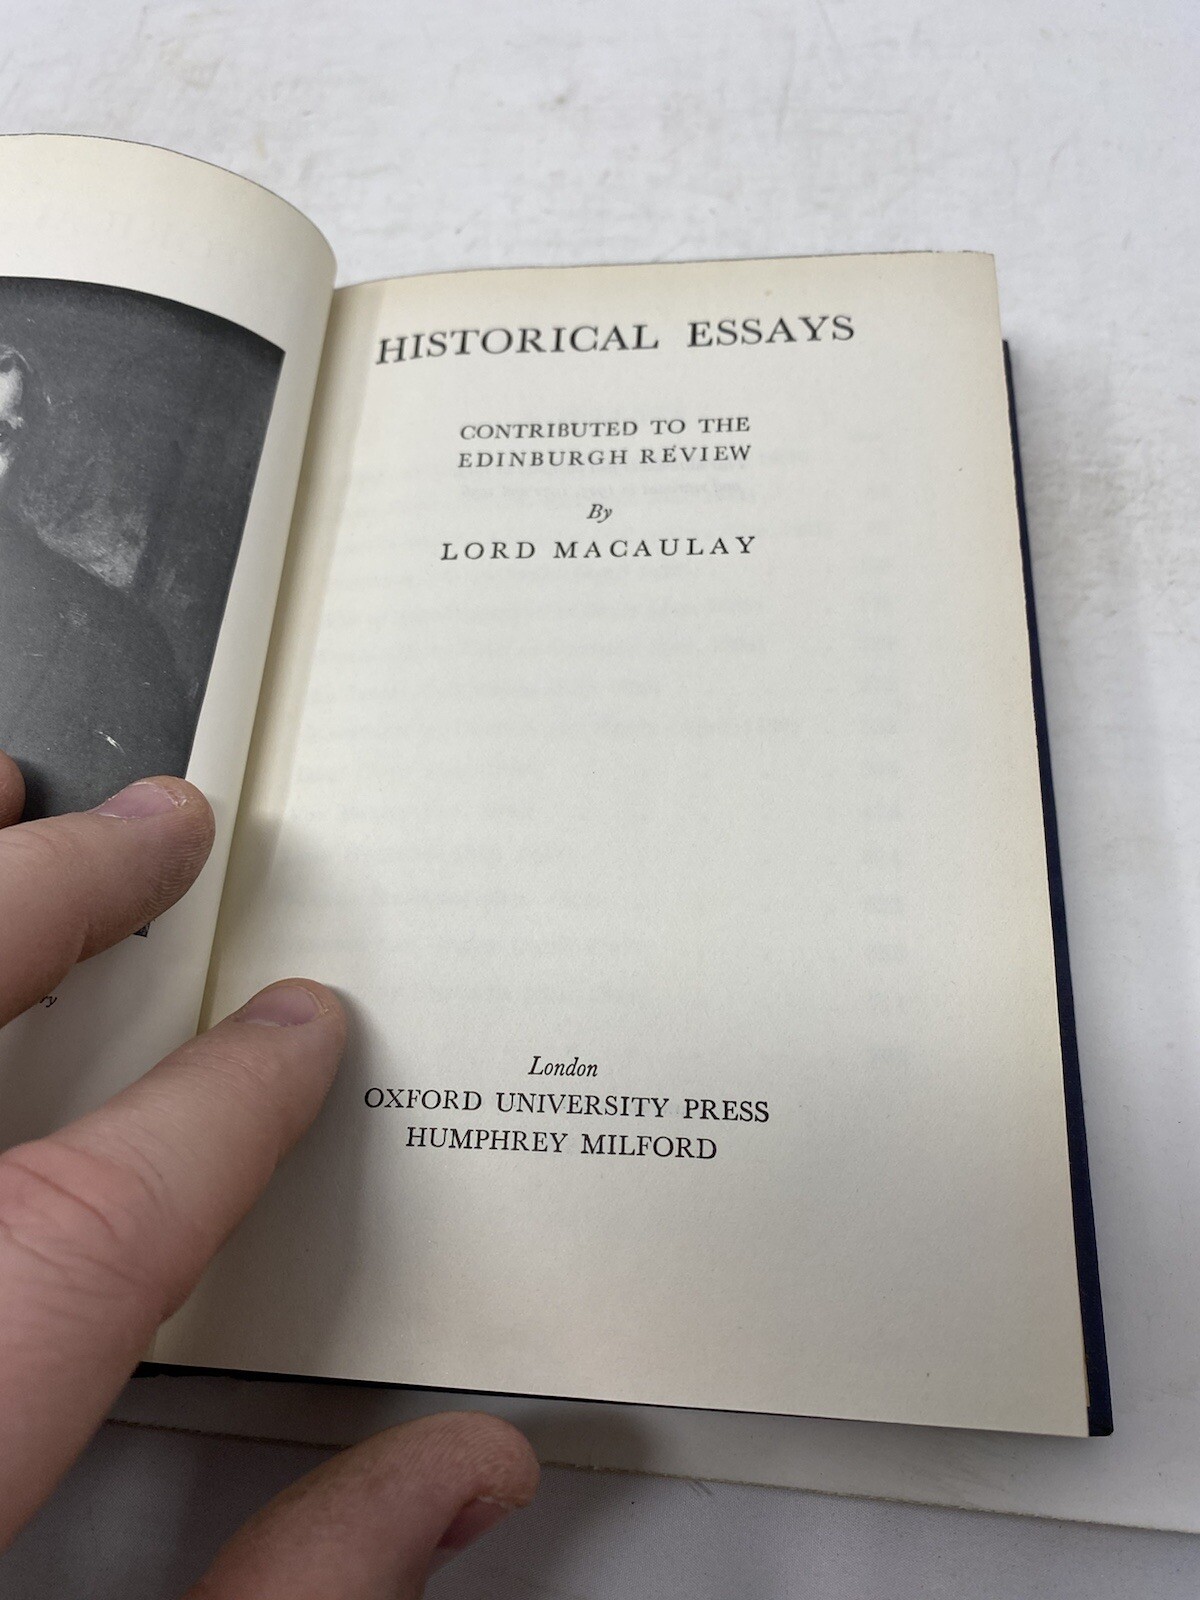 HISTORICAL ESSAYS
CONTRIBUTED TO THE
EDINBURGH REVIEW
By
LORD MACAULAY
London
OXFORD UNIVERSITY PRESS
HUMPHREY MILFORD